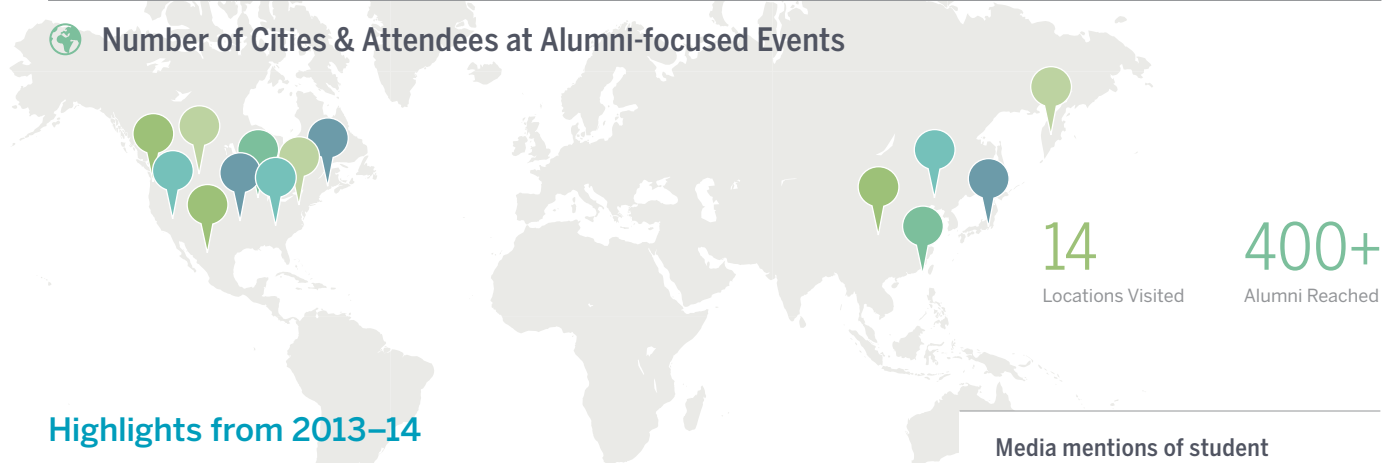 Number of Cities & Attendees at Alumni-focused Events
14
Locations Visited
400+
Alumni Reached
Highlights from 2013–14
Media mentions of student